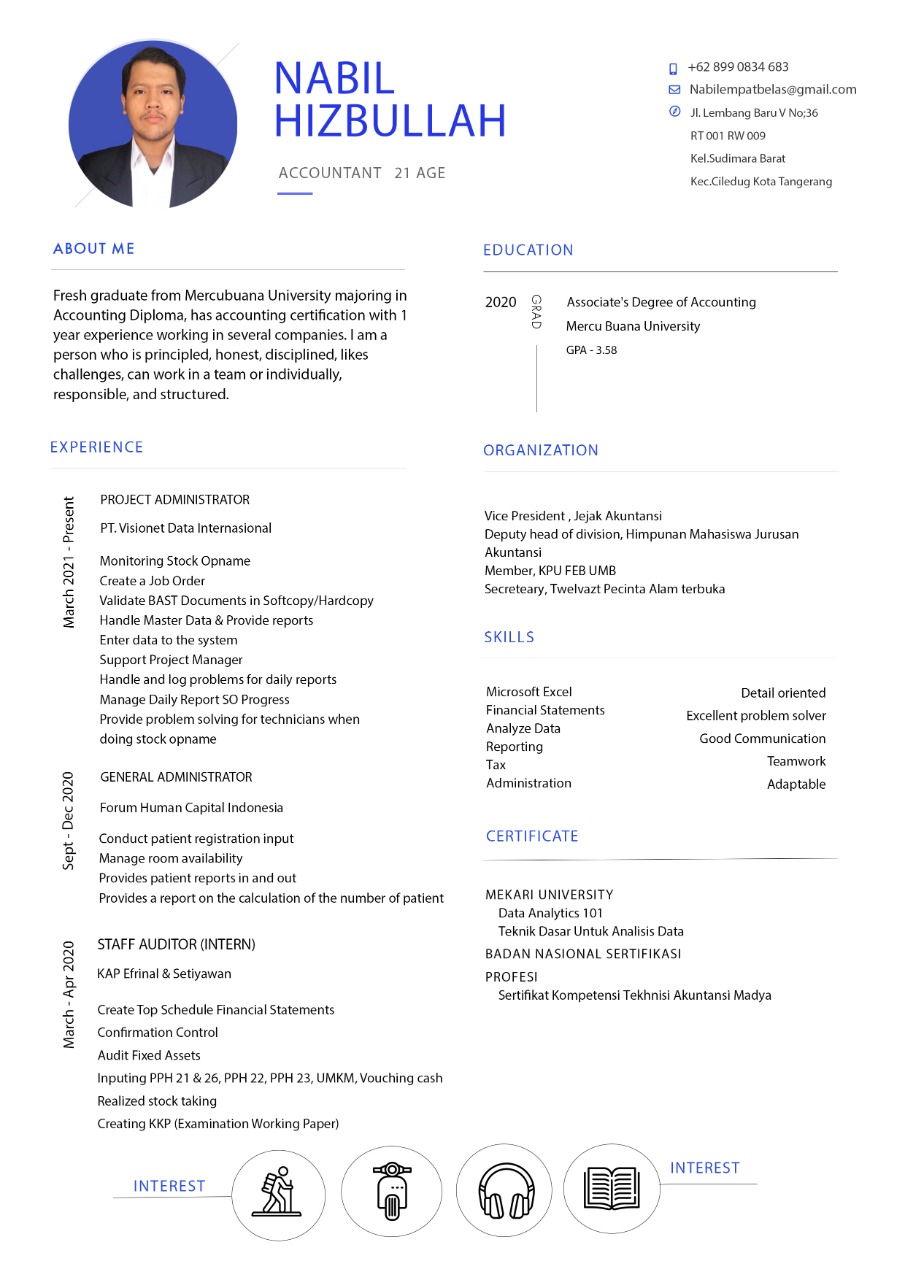 NABIL
HIZBULLAH
ACCOUNTANT 21 AGE
+62 899 0834 683
Nabilempatbelas@gmail.com
Jl. Lembang Baru V No;36
RT 001 RW 009
Kel.Sudimara Barat
Kec.Ciledug Kota Tangerang
ABOUT ME
Fresh graduate from Mercubuana University majoring in
Accounting Diploma, has accounting certification with 1
year experience working in several companies. I am a
person who is principled, honest, disciplined, likes
challenges, can work in a team or individually,
responsible, and structured.
EXPERIENCE
March 2021 - Present
PROJECT ADMINISTRATOR
PT. Visionet Data Internasional
Monitoring Stock Opname
Create a Job Order
Validate BAST Documents in Softcopy/Hardcopy
Handle Master Data & Provide reports
Enter data to the system
Support Project Manager
Handle and log problems for daily reports
Manage Daily Report SO Progress
Provide problem solving for technicians when
doing stock opname
Sept - Dec 2020
GENERAL ADMINISTRATOR
Forum Human Capital Indonesia
Conduct patient registration input
Manage room availability
Provides patient reports in and out
Provides a report on the calculation of the number of patient
March - Apr 2020
STAFF AUDITOR (INTERN)
KAP Efrinal & Setiyawan
Create Top Schedule Financial Statements
Confirmation Control
Audit Fixed Assets
Inputing PPH 21 & 26, PPH 22, PPH 23, UMKM, Vouching cash
Realized stock taking
Creating KKP (Examination Working Paper)
EDUCATION
2020 GRAD Associate's Degree of Accounting
Mercu Buana University
GPA - 3.58
ORGANIZATION
Vice President , Jejak Akuntansi
Deputy head of division, Himpunan Mahasiswa Jurusan
Akuntansi
Member, KPU FEB UMB
Secreteary, Twelvazt Pecinta Alam terbuka
SKILLS
Microsoft Excel
Financial Statements
Analyze Data
Reporting
Tax
Administration
Detail oriented
Excellent problem solver
Good Communication
Teamwork
Adaptable
CERTIFICATE
MEKARI UNIVERSITY
Data Analytics 101
Teknik Dasar Untuk Analisis Data
BADAN NASIONAL SERTIFIKASI
PROFESI
Sertifikat Kompetensi Tekhnisi Akuntansi Madya
INTEREST
INTEREST